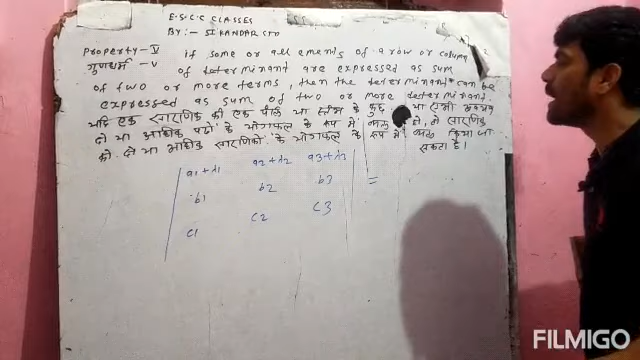 E.S.C.C CLASSES
BY:- SIKANDAR
Property-V if some or all ements of a row or column
गुणधर्म-V of determinant are expressed as sum
of two or more terms, then the determinant can be
expressed as sum of two or more determinant.
यदि एक सारणिक की एक पंक्ति या स्तंभ के कुछ या सभी
दो या अधिक पदों के योगफल के रूप में व्यक्त हो, तो सारणिक
को दो या अधिक सारणिकों के योगफल के रूप में व्यक्त किया जा
सकता है।
a1+λ1 a2+λ2 a3+λ3
b1 b2 b3 =
c1 c2 c3
FILMIGO